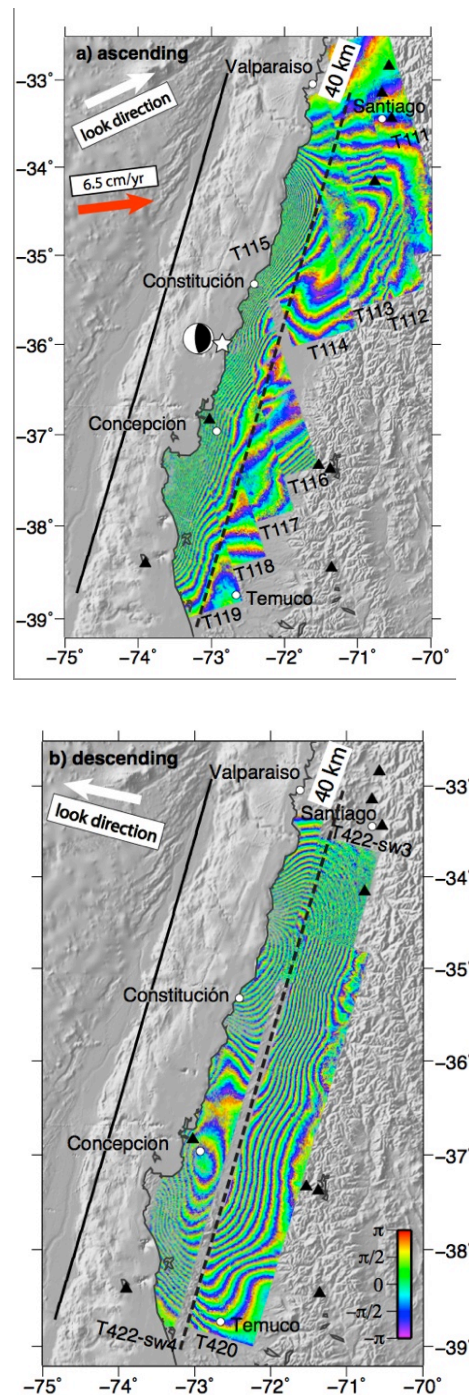 a) ascending
Valparaiso
40 km
look direction
Santiago
T111
6.5 cm/yr
T115
Constitución
T113
T112
T114
Concepcion
T116
T117
T118
T119
Temuco
−33°
−34°
−35°
−36°
−37°
−38°
−39°
−75° −74° −73° −72° −71° −70°
b) descending
Valparaiso
40 km
look direction
Santiago
T422-sw3
Constitución
Concepcion
T422-sw4
T420
Temuco
π
π/2
0
−π/2
−π
−33°
−34°
−35°
−36°
−37°
−38°
−39°
−75° −74° −73° −72° −71° −70°